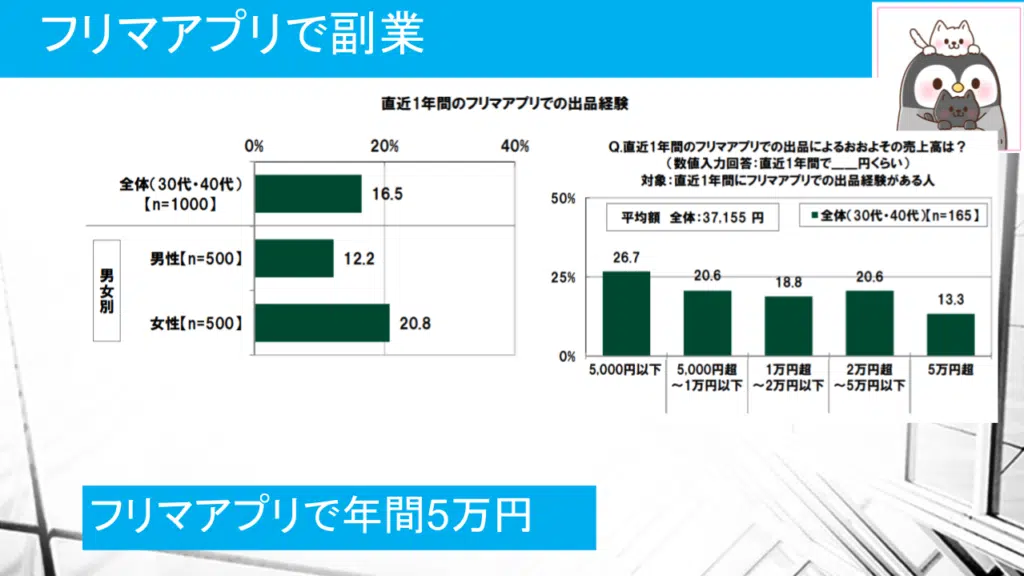 フリマアプリで副業
直近1年間のフリマアプリでの出品経験
0%
20%
40%
全体(30代・40代)
【n=1000】
16.5
男女別
男性【n=500】
12.2
女性【n=500】
20.8
Q.直近1年間のフリマアプリでの出品によるおおよその売上高は?
(数値入力回答:直近1年間で___円くらい)
対象:直近1年間にフリマアプリでの出品経験がある人
50%
25%
0%
平均額 全体:37,155 円
全体(30代・40代)【n=165】
26.7
20.6
18.8
20.6
13.3
5,000円以下
5,000円超
~1万円以下
1万円超
~2万円以下
2万円超
~5万円以下
5万円超
フリマアプリで年間5万円